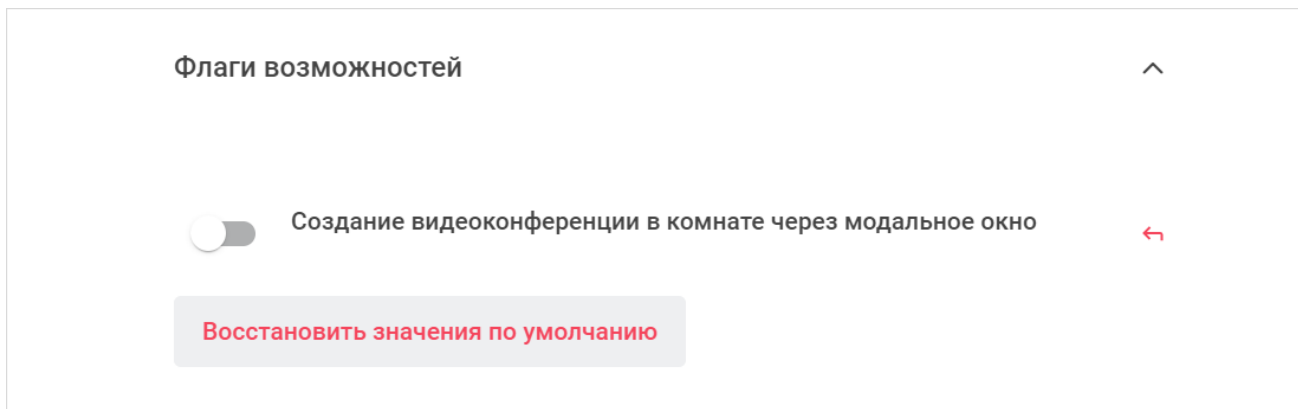 Флаги возможностей
Создание видеоконференции в комнате через модальное окно
Восстановить значения по умолчанию